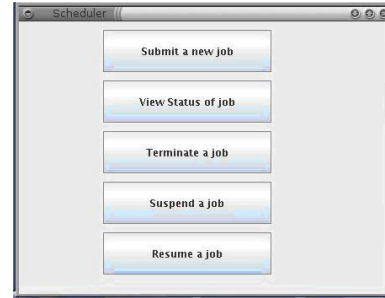 Scheduler
Submit a new job
View Status of job
Terminate a job
Suspend a job
Resume a job